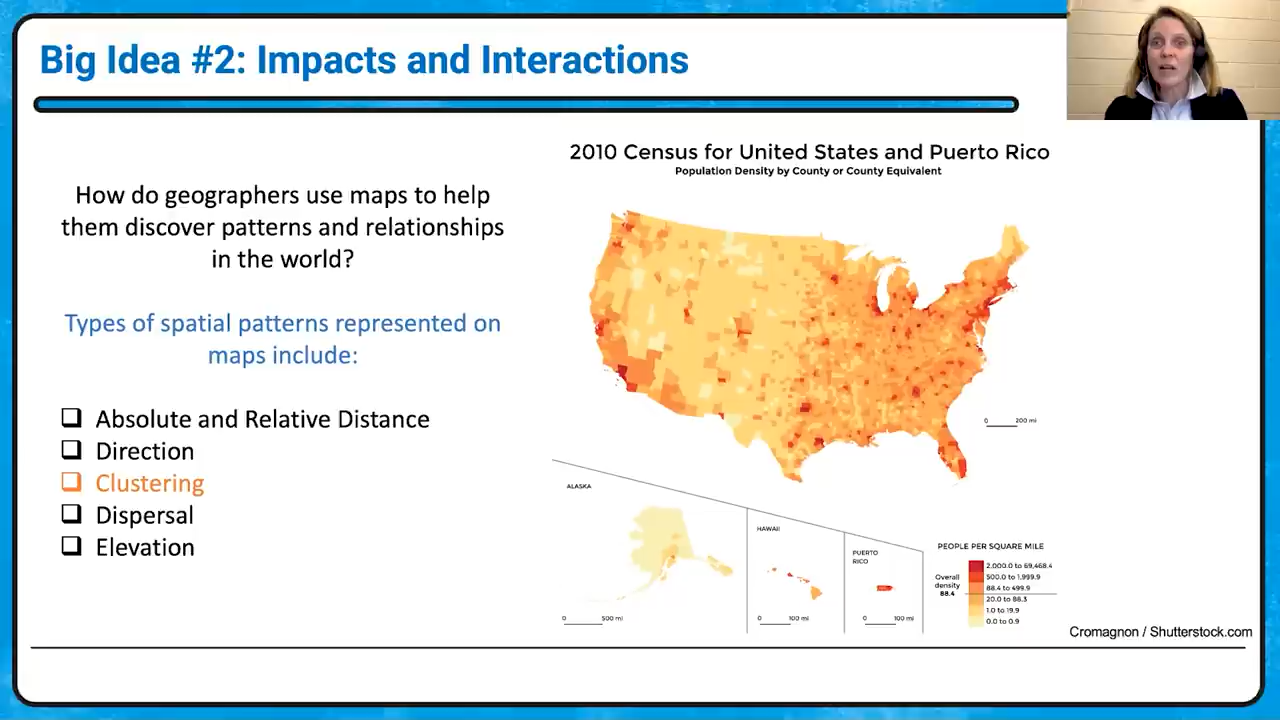 Big Idea #2: Impacts and Interactions
How do geographers use maps to help
them discover patterns and relationships
in the world?
Types of spatial patterns represented on
maps include:
Absolute and Relative Distance
Direction
Clustering
Dispersal
Elevation
2010 Census for United States and Puerto Rico
Population Density by County or County Equivalent
0 200 mi
ALASKA
0 500 mi
HAWAII
0 100 mi
PUERTO
RICO
0 100 mi
PEOPLE PER SQUARE MILE
Overall
density
88.4
2,000.0 to 69,468.4
500.0 to 1,999.9
88.4 to 499.9
20.0 to 88.3
1.0 to 19.9
0.0 to 0.9
Cromagnon / Shutterstock.com